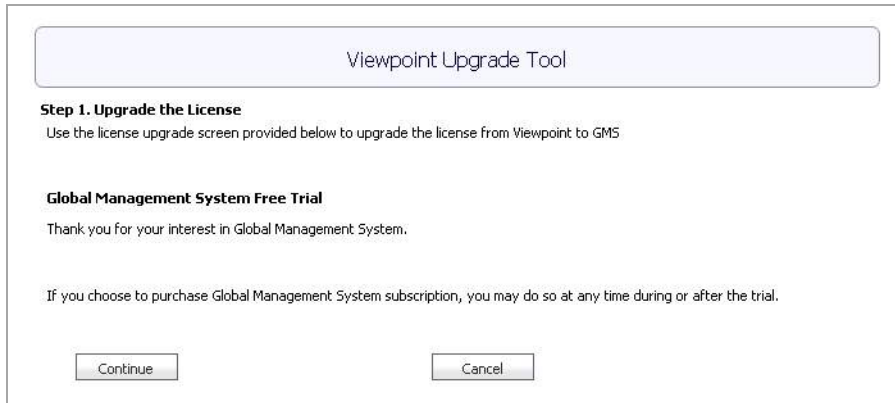 Viewpoint Upgrade Tool
Step 1. Upgrade the License
Use the license upgrade screen provided below to upgrade the license from Viewpoint to GMS
Global Management System Free Trial
Thank you for your interest in Global Management System.
If you choose to purchase Global Management System subscription, you may do so at any time during or after the trial.
Continue
Cancel